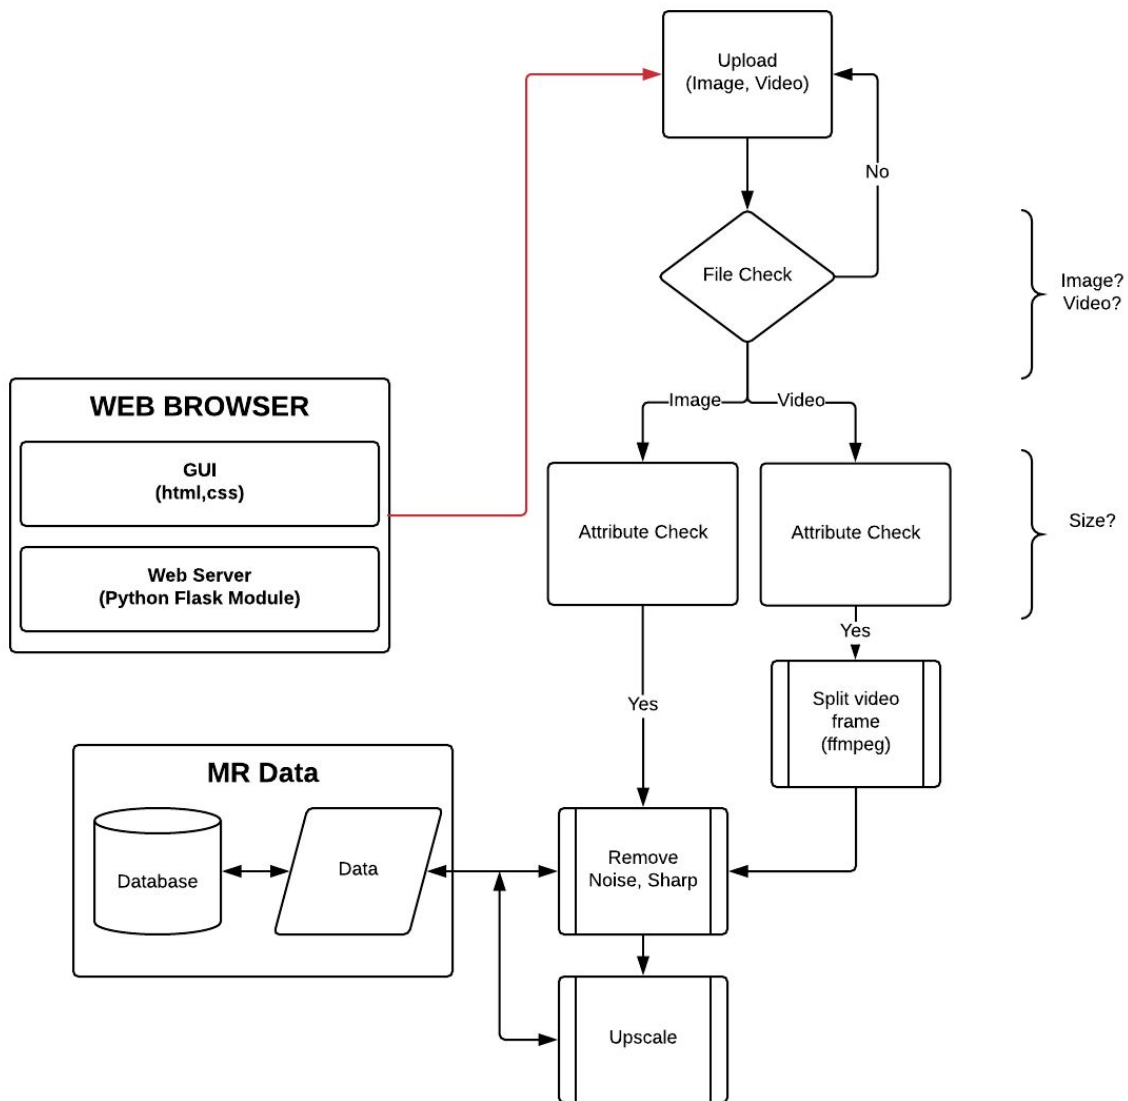 Upload
(Image, Video)
No
File Check
Image?
Video?
Image
Video
WEB BROWSER
GUI
(html,css)
Web Server
(Python Flask Module)
Attribute Check
Attribute Check
Size?
Yes
Yes
Split video
frame
(ffmpeg)
MR Data
Database
Data
Remove
Noise, Sharp
Upscale